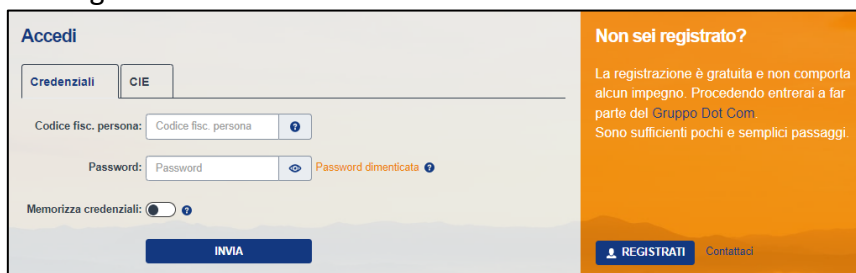 Accedi
Credenziali
CIE
Codice fisc. persona:
Codice fisc. persona
?
Password:
Password
Password dimenticata ?
Memorizza credenziali:
?
INVIA
Non sei registrato?
La registrazione è gratuita e non comporta
alcun impegno. Procedendo entrerai a far
parte del Gruppo Dot Com.
Sono sufficienti pochi e semplici passaggi.
REGISTRATI
Contattaci